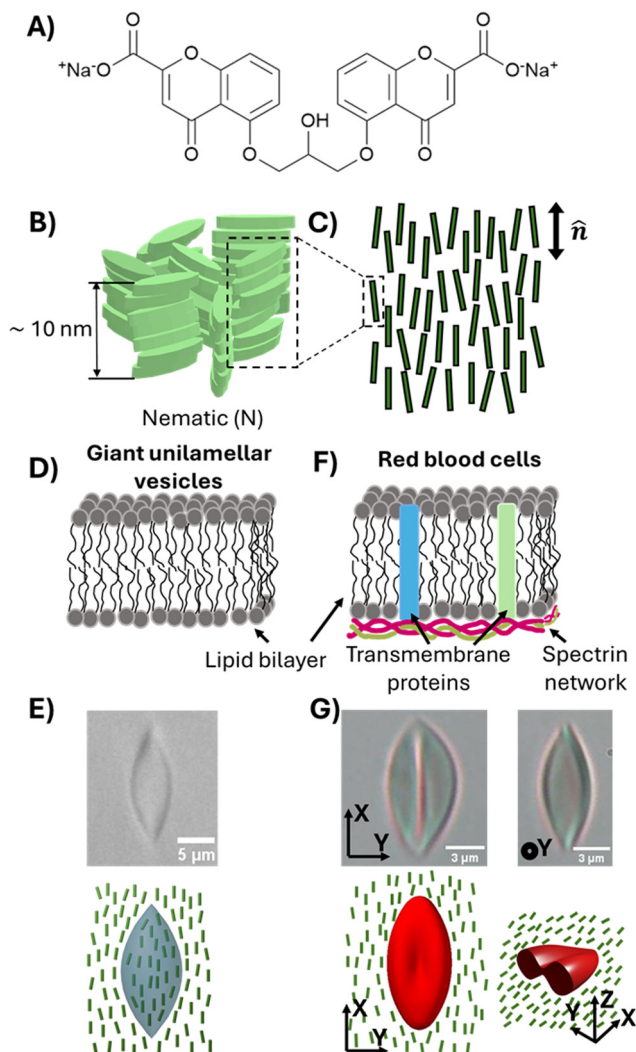 A)
O
O
O
O
⁺Na⁻O
O⁻Na⁺
OH
O
O
O
O
B)
C)
n̂
~ 10 nm
Nematic (N)
D)
Giant unilamellar
vesicles
F)
Red blood cells
Lipid bilayer
Transmembrane
proteins
Spectrin
network
E)
G)
5 μm
X
Y
3 μm
Y
3 μm
X
Y
Z
Y
X